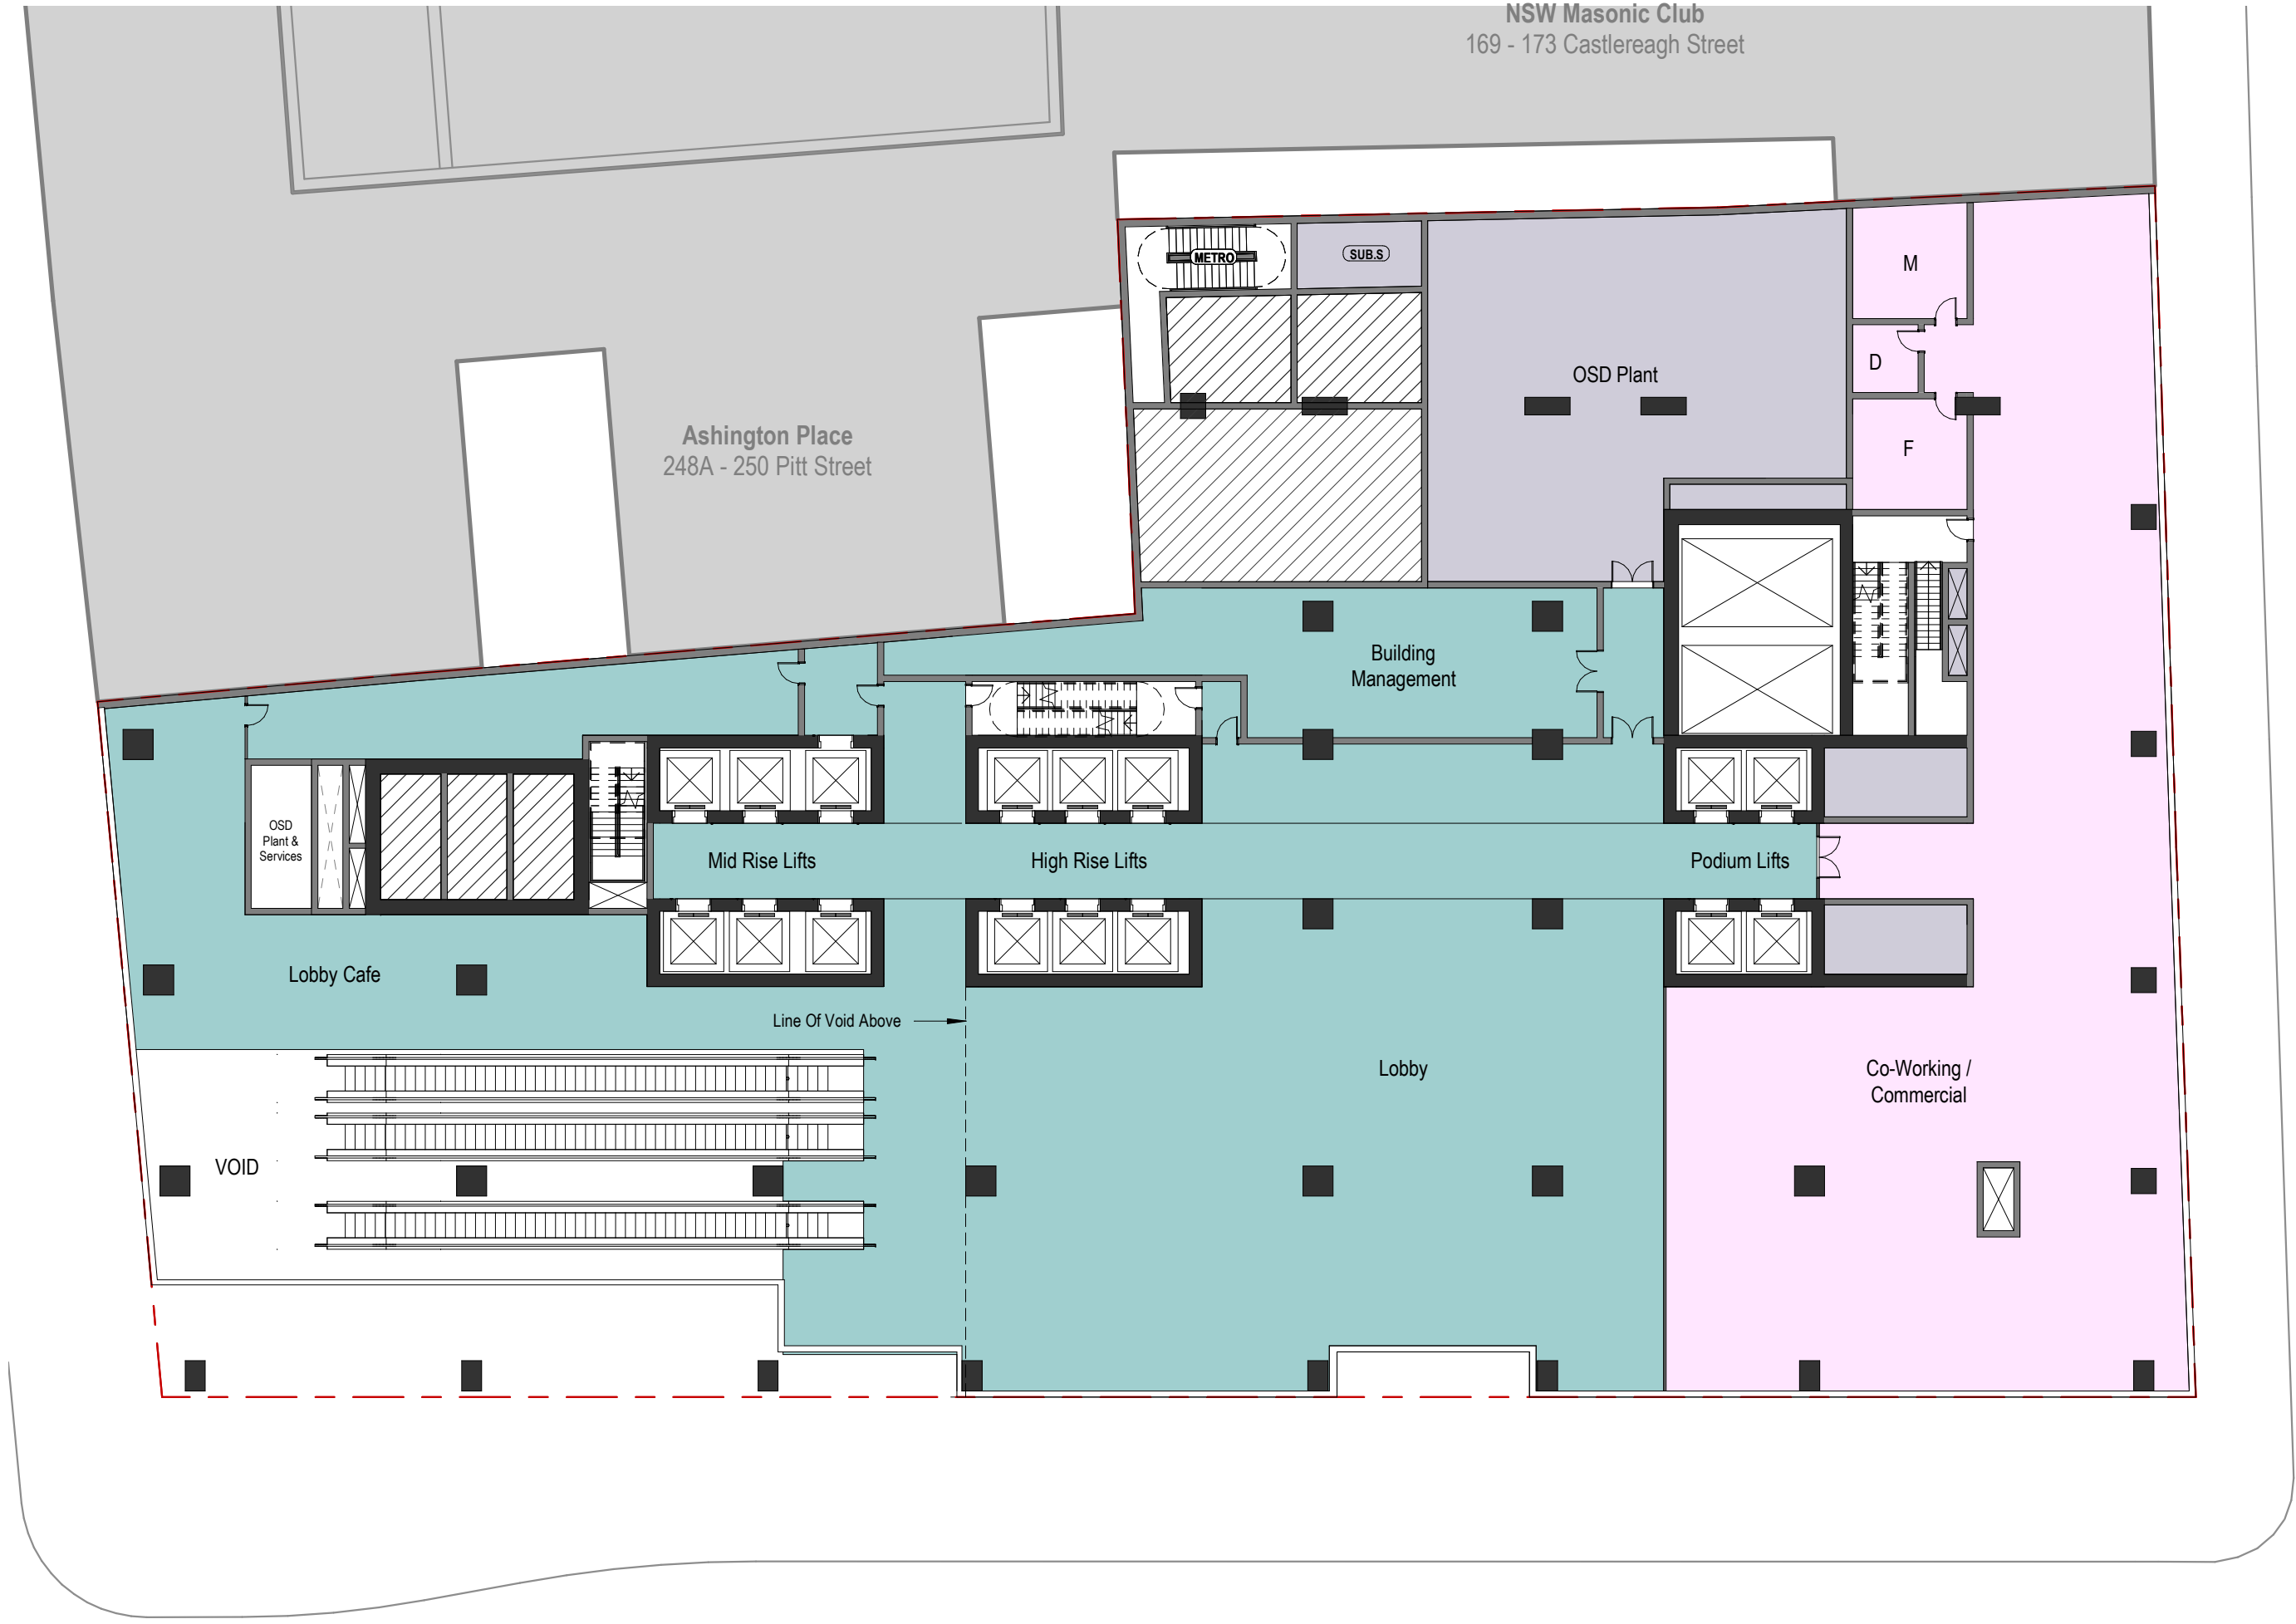 NSW Masonic Club
169 - 173 Castlereagh Street
METRO
SUB.S
M
D
F
OSD Plant
Ashington Place
248A - 250 Pitt Street
Building
Management
OSD
Plant &
Services
Mid Rise Lifts
High Rise Lifts
Podium Lifts
Lobby Cafe
Line Of Void Above
Lobby
Co-Working /
Commercial
VOID